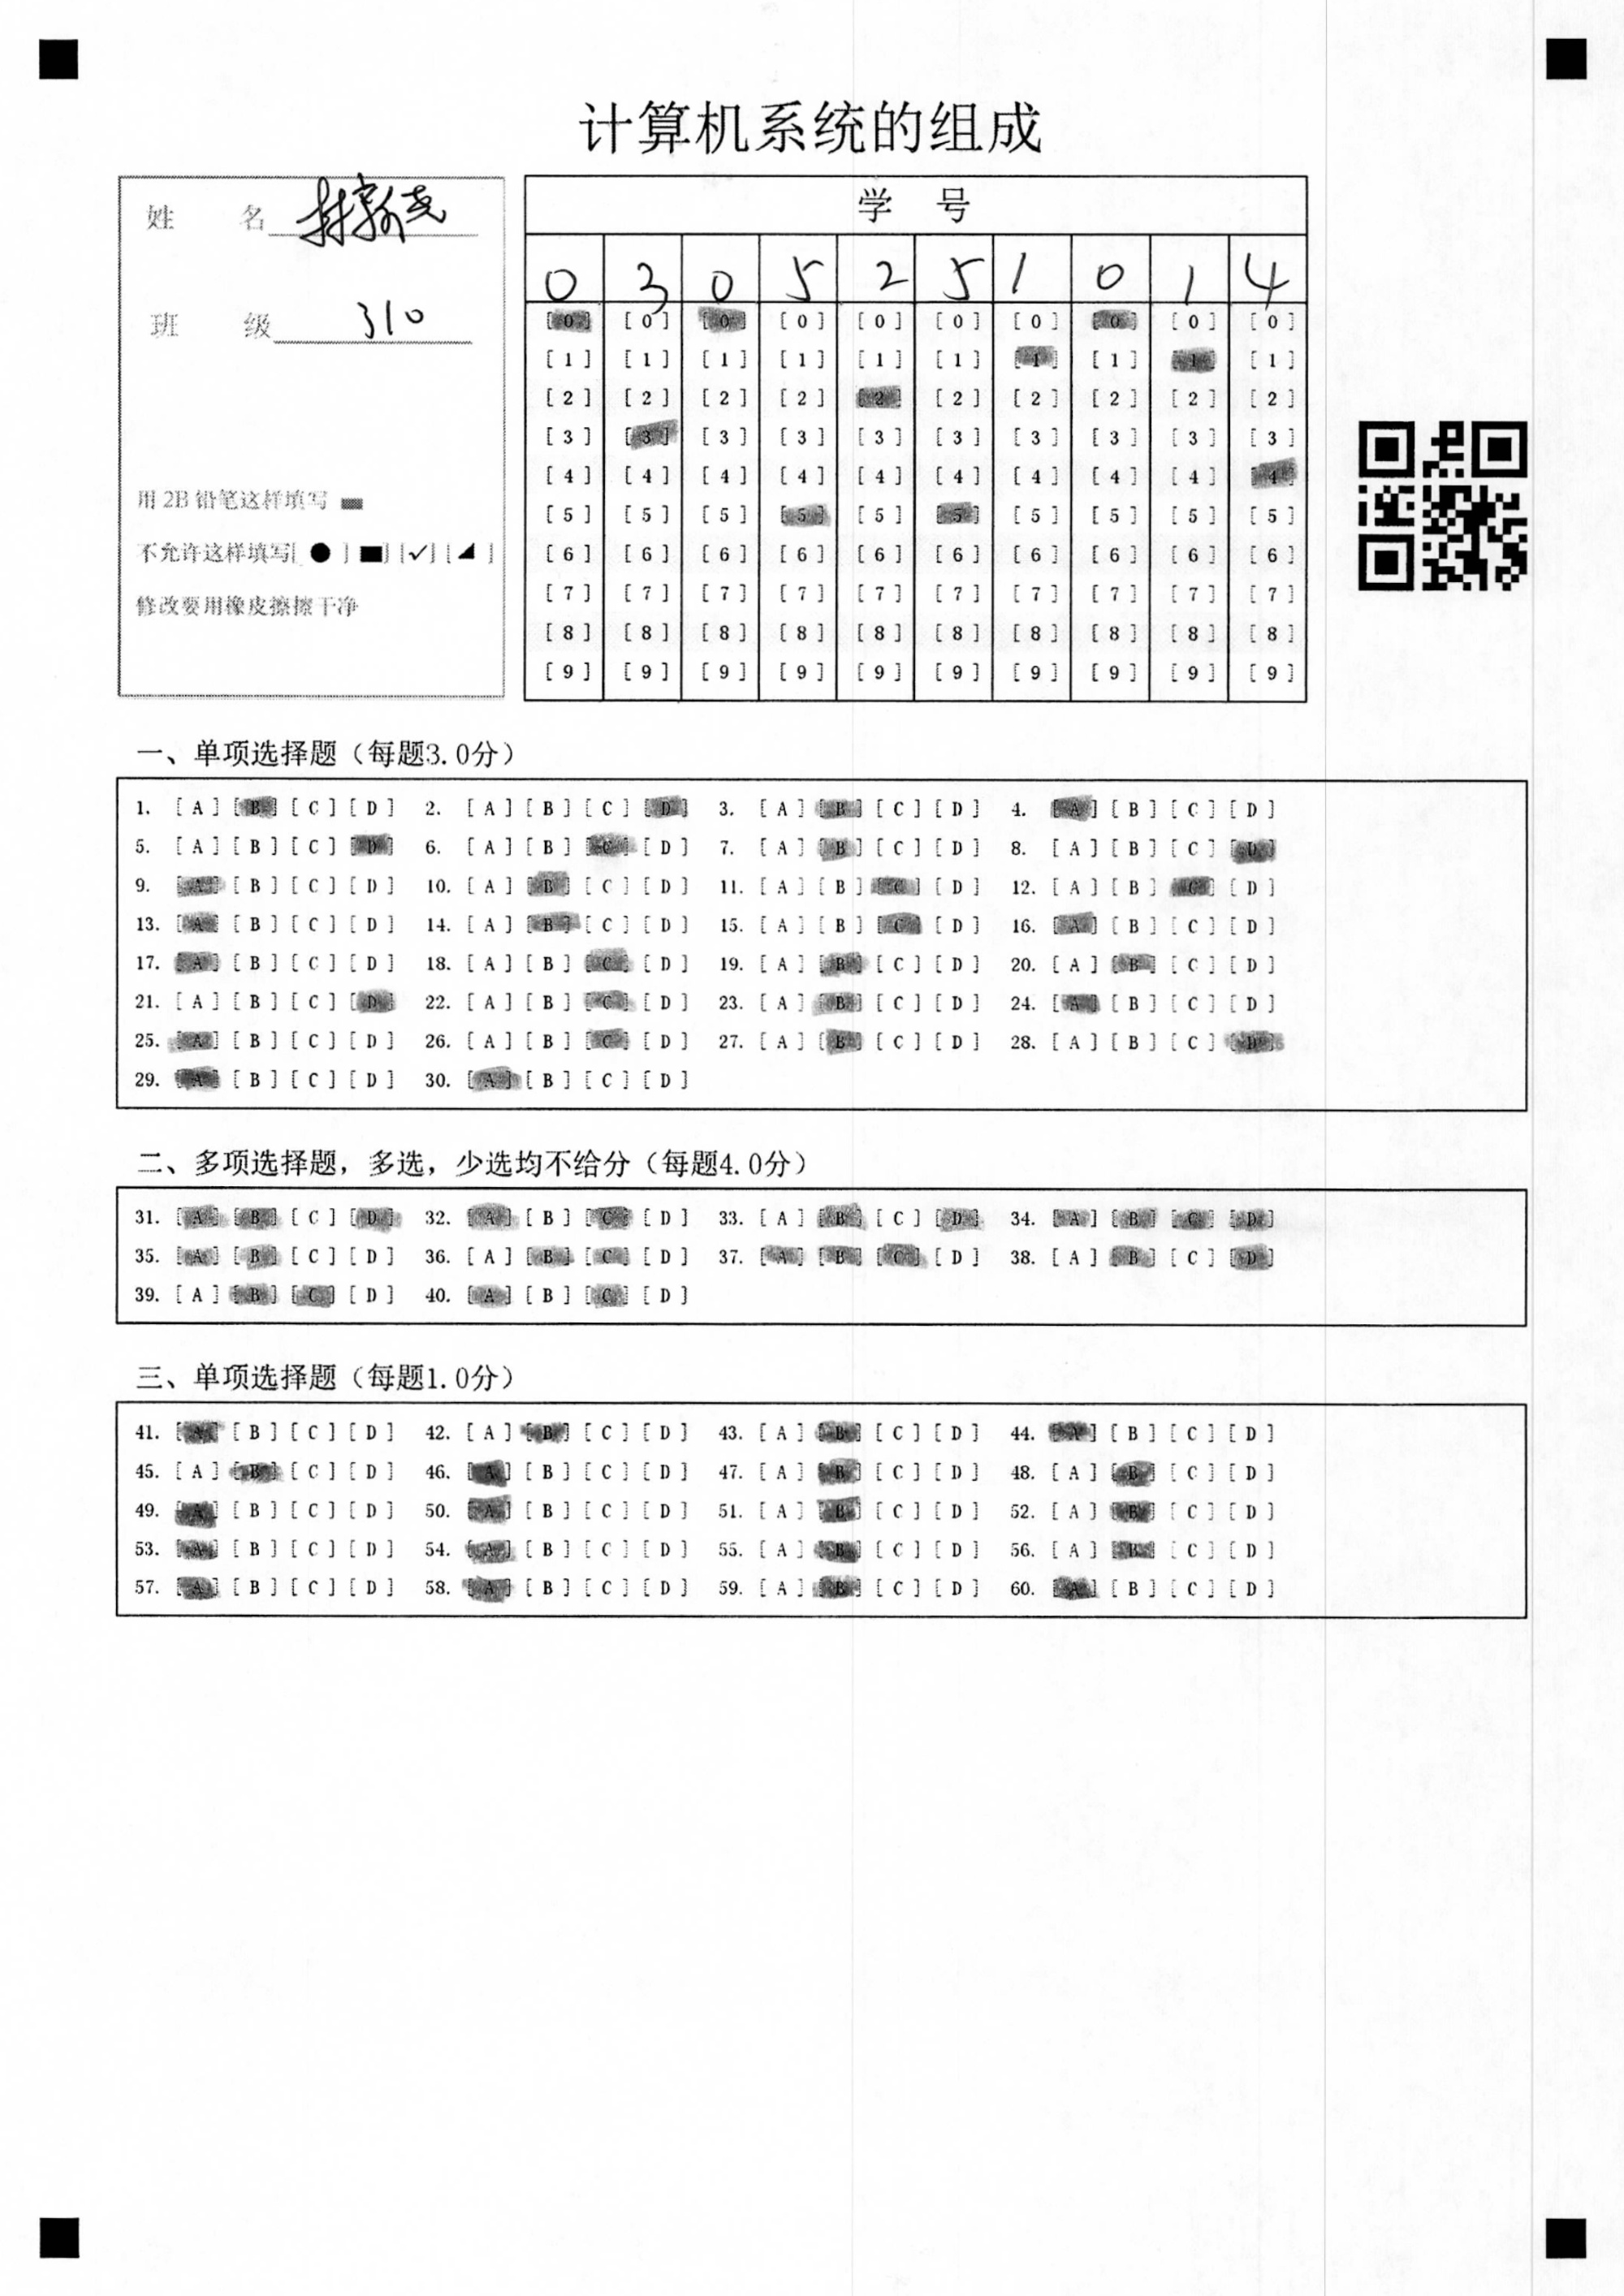 计算机系统的组成
姓 名
班 级 310
用 2B 铅笔这样填写
不允许这样填写[ ● ] [■] [✓] [◢ ]
修改要用橡皮擦擦干净
学 号
0 3 0 5 2 5 1 0 1 4
[0] [0] [0] [0] [0] [0] [0] [0] [0] [0]
[1] [1] [1] [1] [1] [1] [1] [1] [1] [1]
[2] [2] [2] [2] [2] [2] [2] [2] [2] [2]
[3] [3] [3] [3] [3] [3] [3] [3] [3] [3]
[4] [4] [4] [4] [4] [4] [4] [4] [4] [4]
[5] [5] [5] [5] [5] [5] [5] [5] [5] [5]
[6] [6] [6] [6] [6] [6] [6] [6] [6] [6]
[7] [7] [7] [7] [7] [7] [7] [7] [7] [7]
[8] [8] [8] [8] [8] [8] [8] [8] [8] [8]
[9] [9] [9] [9] [9] [9] [9] [9] [9] [9]
一、单项选择题（每题3.0分）
1. [A] [B] [C] [D] 2. [A] [B] [C] [D] 3. [A] [B] [C] [D] 4. [A] [B] [C] [D]
5. [A] [B] [C] [D] 6. [A] [B] [C] [D] 7. [A] [B] [C] [D] 8. [A] [B] [C] [D]
9. [A] [B] [C] [D] 10. [A] [B] [C] [D] 11. [A] [B] [C] [D] 12. [A] [B] [C] [D]
13. [A] [B] [C] [D] 14. [A] [B] [C] [D] 15. [A] [B] [C] [D] 16. [A] [B] [C] [D]
17. [A] [B] [C] [D] 18. [A] [B] [C] [D] 19. [A] [B] [C] [D] 20. [A] [B] [C] [D]
21. [A] [B] [C] [D] 22. [A] [B] [C] [D] 23. [A] [B] [C] [D] 24. [A] [B] [C] [D]
25. [A] [B] [C] [D] 26. [A] [B] [C] [D] 27. [A] [B] [C] [D] 28. [A] [B] [C] [D]
29. [A] [B] [C] [D] 30. [A] [B] [C] [D]
二、多项选择题，多选，少选均不给分（每题4.0分）
31. [A] [B] [C] [D] 32. [A] [B] [C] [D] 33. [A] [B] [C] [D] 34. [A] [B] [C] [D]
35. [A] [B] [C] [D] 36. [A] [B] [C] [D] 37. [A] [B] [C] [D] 38. [A] [B] [C] [D]
39. [A] [B] [C] [D] 40. [A] [B] [C] [D]
三、单项选择题（每题1.0分）
41. [A] [B] [C] [D] 42. [A] [B] [C] [D] 43. [A] [B] [C] [D] 44. [A] [B] [C] [D]
45. [A] [B] [C] [D] 46. [A] [B] [C] [D] 47. [A] [B] [C] [D] 48. [A] [B] [C] [D]
49. [A] [B] [C] [D] 50. [A] [B] [C] [D] 51. [A] [B] [C] [D] 52. [A] [B] [C] [D]
53. [A] [B] [C] [D] 54. [A] [B] [C] [D] 55. [A] [B] [C] [D] 56. [A] [B] [C] [D]
57. [A] [B] [C] [D] 58. [A] [B] [C] [D] 59. [A] [B] [C] [D] 60. [A] [B] [C] [D]